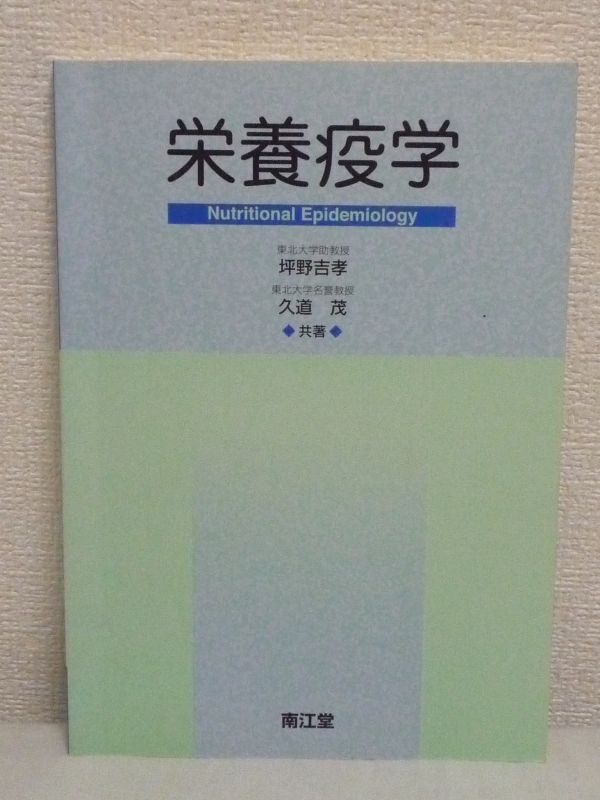 栄養疫学
Nutritional Epidemiology
東北大学助教授
坪野吉孝
東北大学名誉教授
久道 茂
◆共著◆
南江堂